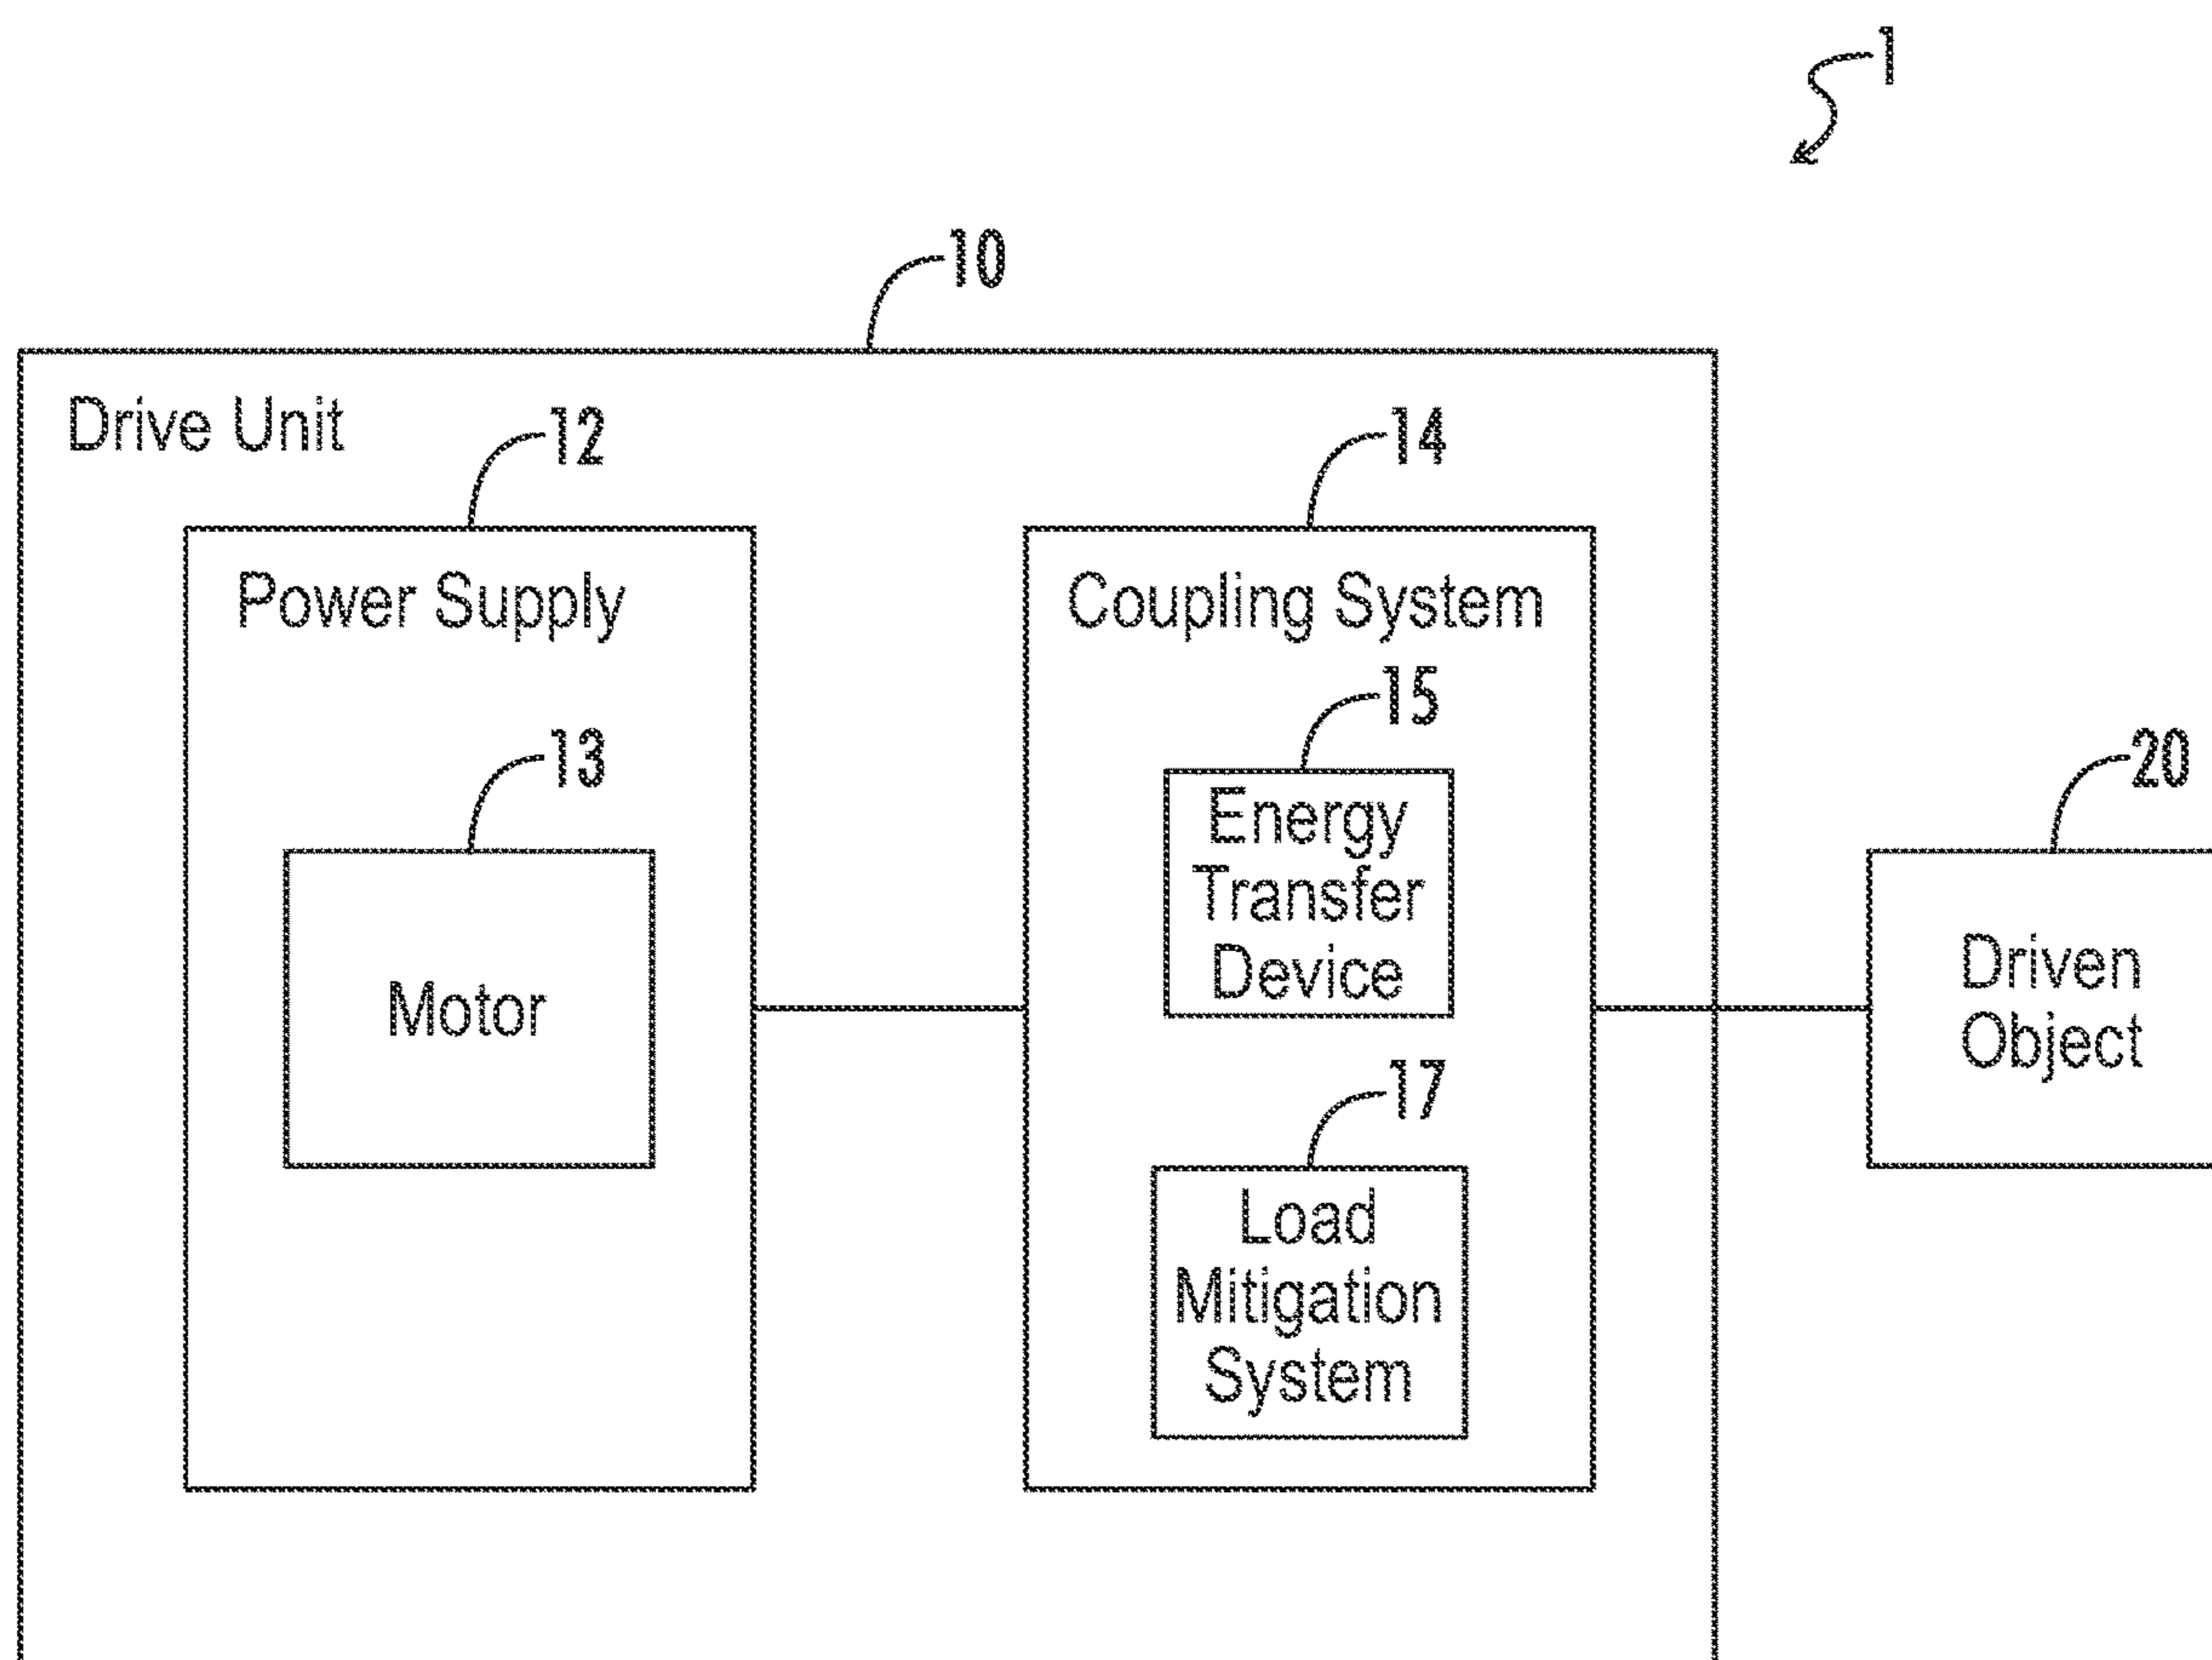 1
10
Drive Unit
12
14
Power Supply
Coupling System
13
15
Energy
Transfer
Device
Motor
17
Load
Mitigation
System
20
Driven
Object